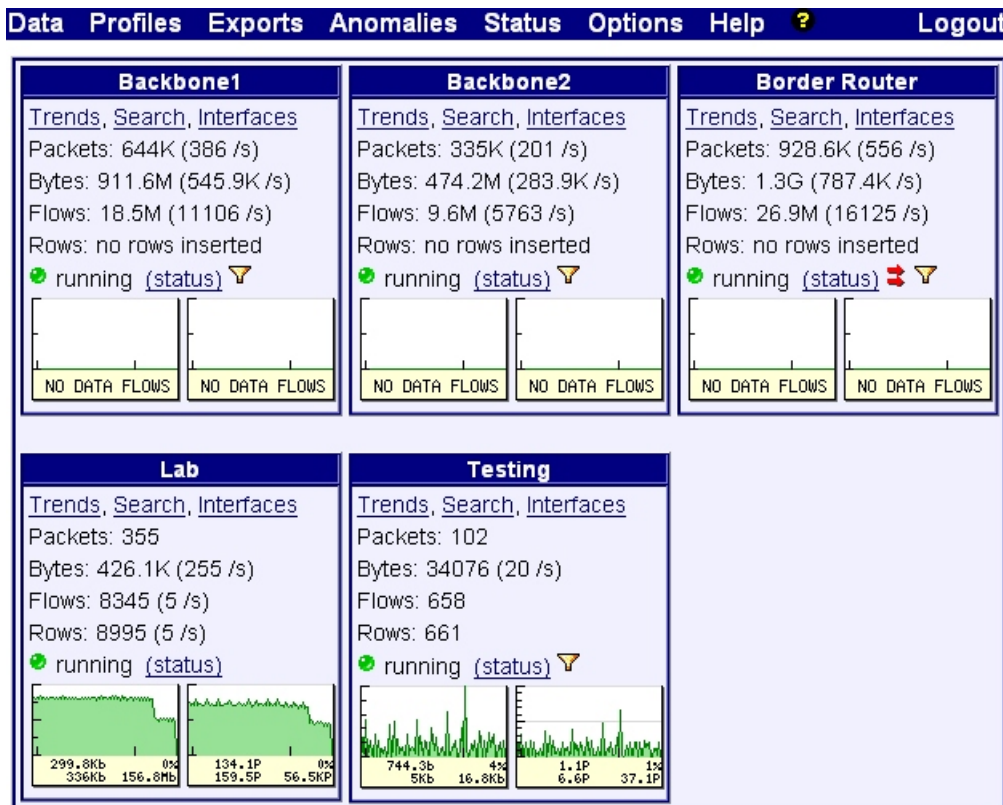 Data Profiles Exports Anomalies Status Options Help ? Logout
Backbone1
Trends, Search, Interfaces
Packets: 644K (386 /s)
Bytes: 911.6M (545.9K /s)
Flows: 18.5M (11106 /s)
Rows: no rows inserted
running (status)
NO DATA FLOWS NO DATA FLOWS
Backbone2
Trends, Search, Interfaces
Packets: 335K (201 /s)
Bytes: 474.2M (283.9K /s)
Flows: 9.6M (5763 /s)
Rows: no rows inserted
running (status)
NO DATA FLOWS NO DATA FLOWS
Border Router
Trends, Search, Interfaces
Packets: 928.6K (556 /s)
Bytes: 1.3G (787.4K /s)
Flows: 26.9M (16125 /s)
Rows: no rows inserted
running (status)
NO DATA FLOWS NO DATA FLOWS
Lab
Trends, Search, Interfaces
Packets: 355
Bytes: 426.1K (255 /s)
Flows: 8345 (5 /s)
Rows: 8995 (5 /s)
running (status)
299.8Kb 0% 134.1P 0%
336Kb 156.8Mb 159.5P 56.5KP
Testing
Trends, Search, Interfaces
Packets: 102
Bytes: 34076 (20 /s)
Flows: 658
Rows: 661
running (status)
744.3b 4% 1.1P 1%
5Kb 16.8Kb 6.6P 37.1P